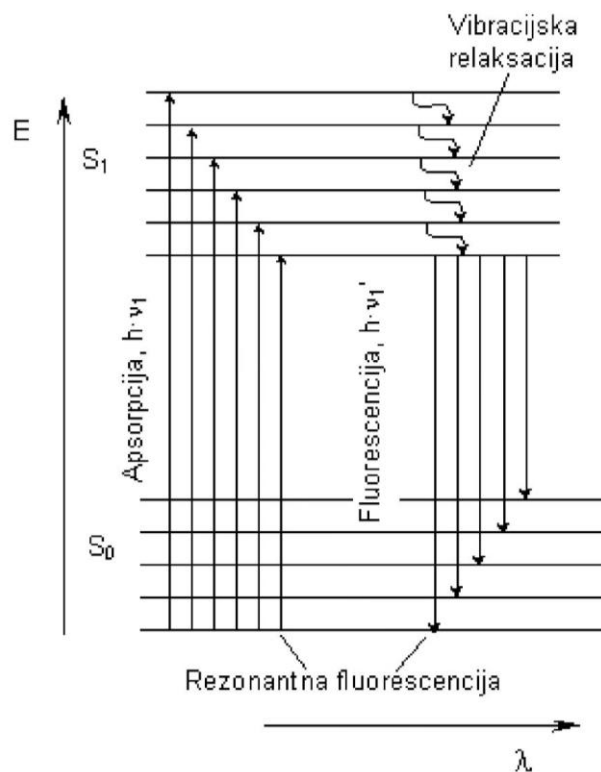 Vibracijska
relaksacija
E
S₁
Apsorpcija, h·ν₁
Fluorescencija, h·ν₁'
S₀
Rezonantna fluorescencija
λ